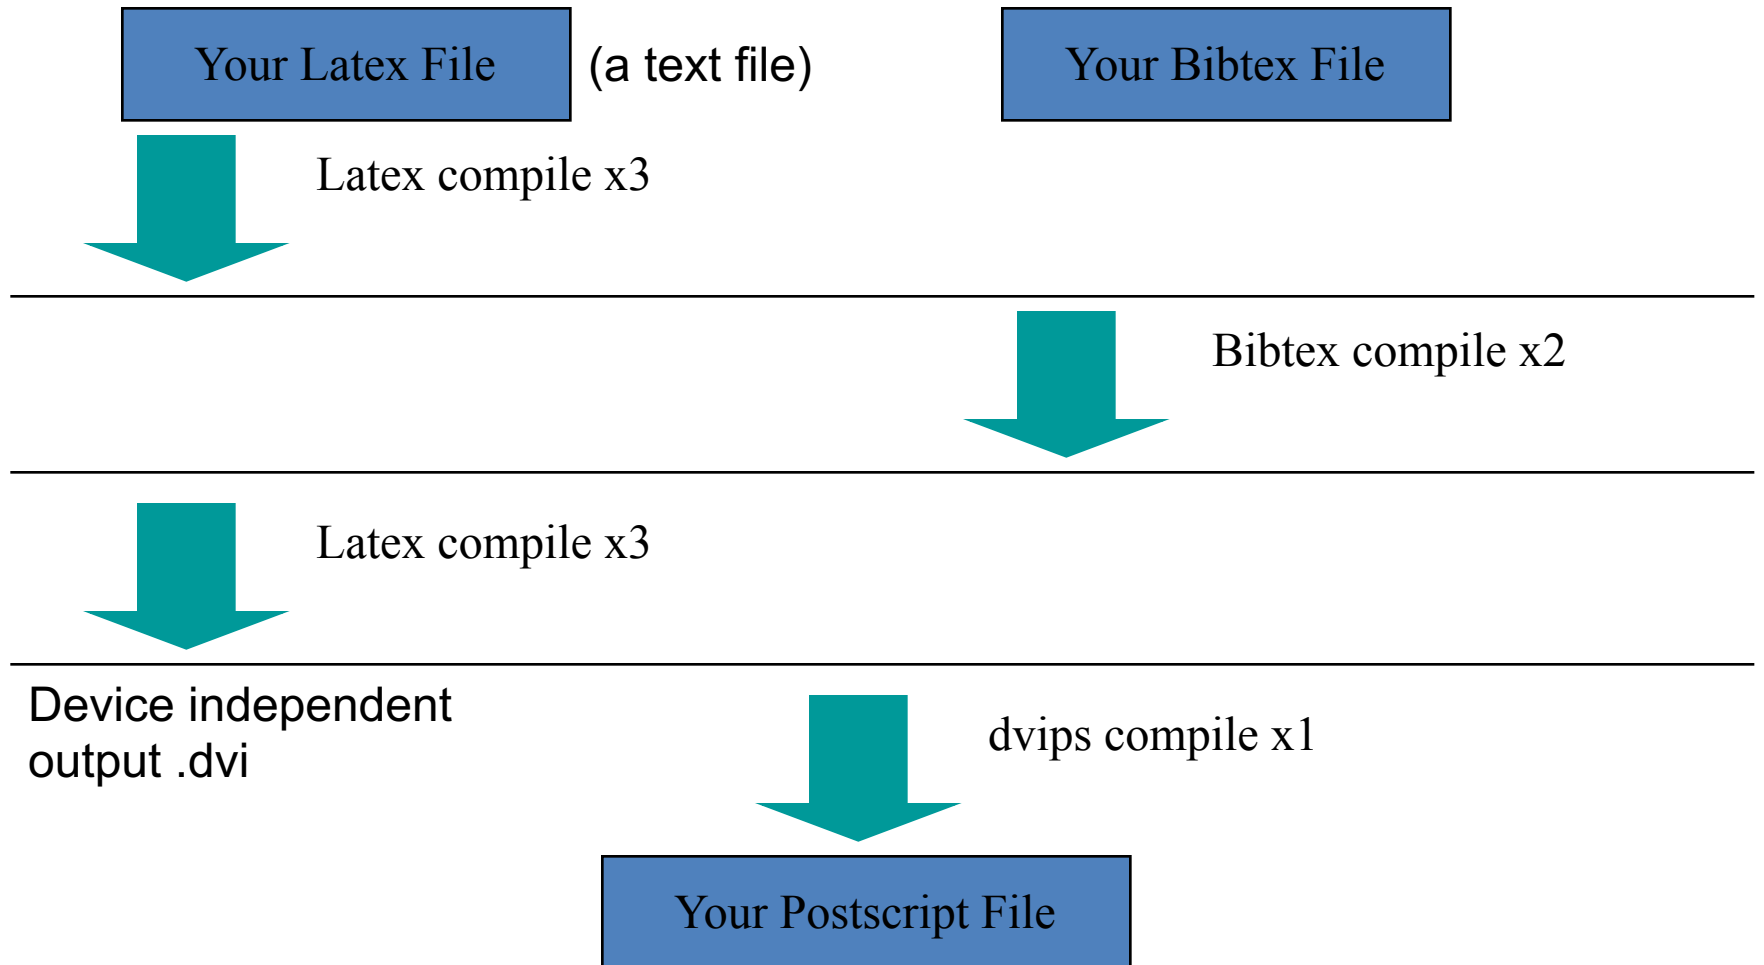 Your Latex File
(a text file)
Your Bibtex File
Latex compile x3
Bibtex compile x2
Latex compile x3
Device independent
output .dvi
dvips compile x1
Your Postscript File